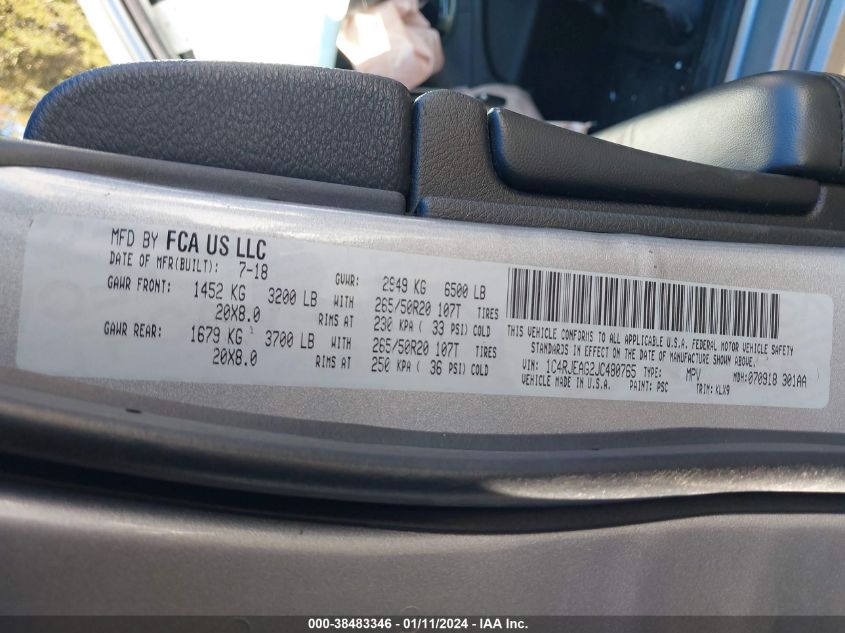 MFD BY FCA US LLC
DATE OF MFR(BUILT): 7-18 GVWR: 2949 KG 6500 LB
GAWR FRONT: 1452 KG 3200 LB WITH 265/50R20 107T TIRES
20X8.0 RIMS AT 230 KPA ( 33 PSI) COLD
GAWR REAR: 1679 KG 3700 LB WITH 265/50R20 107T TIRES
20X8.0 RIMS AT 250 KPA ( 36 PSI) COLD
THIS VEHICLE CONFORMS TO ALL APPLICABLE U.S.A. FEDERAL MOTOR VEHICLE SAFETY
STANDARDS IN EFFECT ON THE DATE OF MANUFACTURE SHOWN ABOVE.
VIN: 1C4RJEAG2JC480765 TYPE: MPV MDH:070918 301AA
VEHICLE MADE IN U.S.A. PAINT: PSC TRIM: KLX9
000-38483346 - 01/11/2024 - IAA Inc.